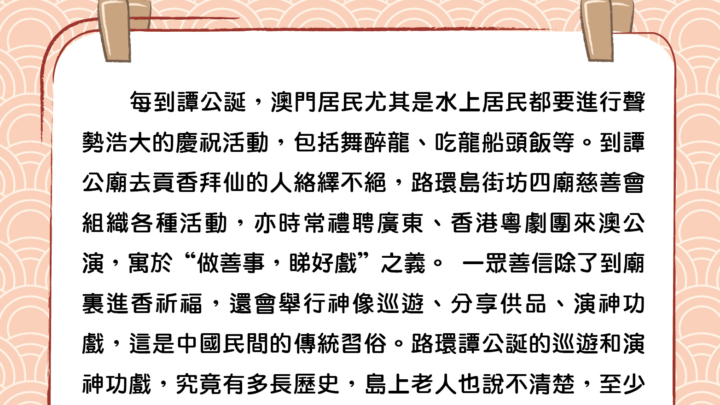 每到譚公誕，澳門居民尤其是水上居民都要進行聲
勢浩大的慶祝活動，包括舞醉龍、吃龍船頭飯等。到譚
公廟去貢香拜仙的人絡繹不絕，路環島街坊四廟慈善會
組織各種活動，亦時常禮聘廣東、香港粵劇團來澳公
演，寓於“做善事，睇好戲”之義。 一眾善信除了到廟
裏進香祈福，還會舉行神像巡遊、分享供品、演神功
戲，這是中國民間的傳統習俗。路環譚公誕的巡遊和演
神功戲，究竟有多長歷史，島上老人也說不清楚，至少